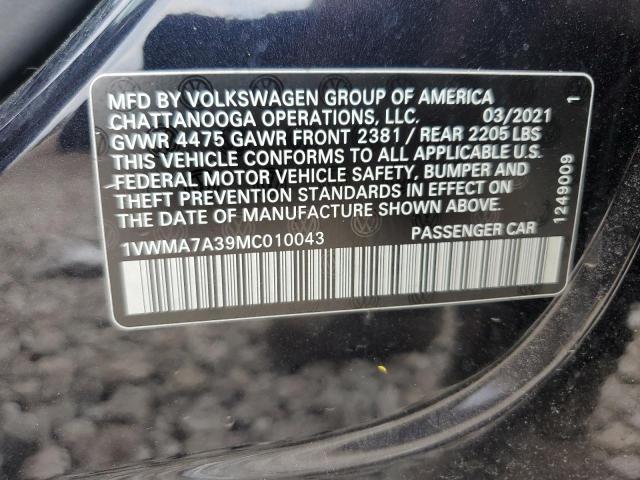 MFD BY VOLKSWAGEN GROUP OF AMERICA
CHATTANOOGA OPERATIONS, LLC. 03/2021
GVWR 4475 GAWR FRONT 2381 / REAR 2205 LBS
THIS VEHICLE CONFORMS TO ALL APPLICABLE U.S.
FEDERAL MOTOR VEHICLE SAFETY, BUMPER AND
THEFT PREVENTION STANDARDS IN EFFECT ON
THE DATE OF MANUFACTURE SHOWN ABOVE.
1VWMA7A39MC010043 PASSENGER CAR
1249009 1